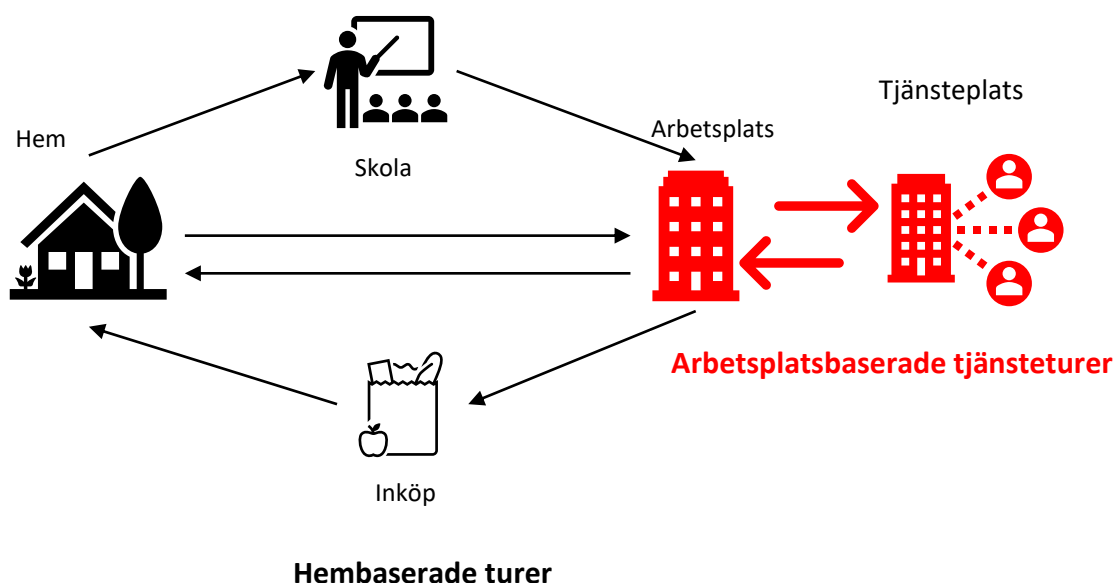 Tjänsteplats
Hem
Arbetsplats
Skola
Arbetsplatsbaserade tjänsteturer
Inköp
Hembaserade turer